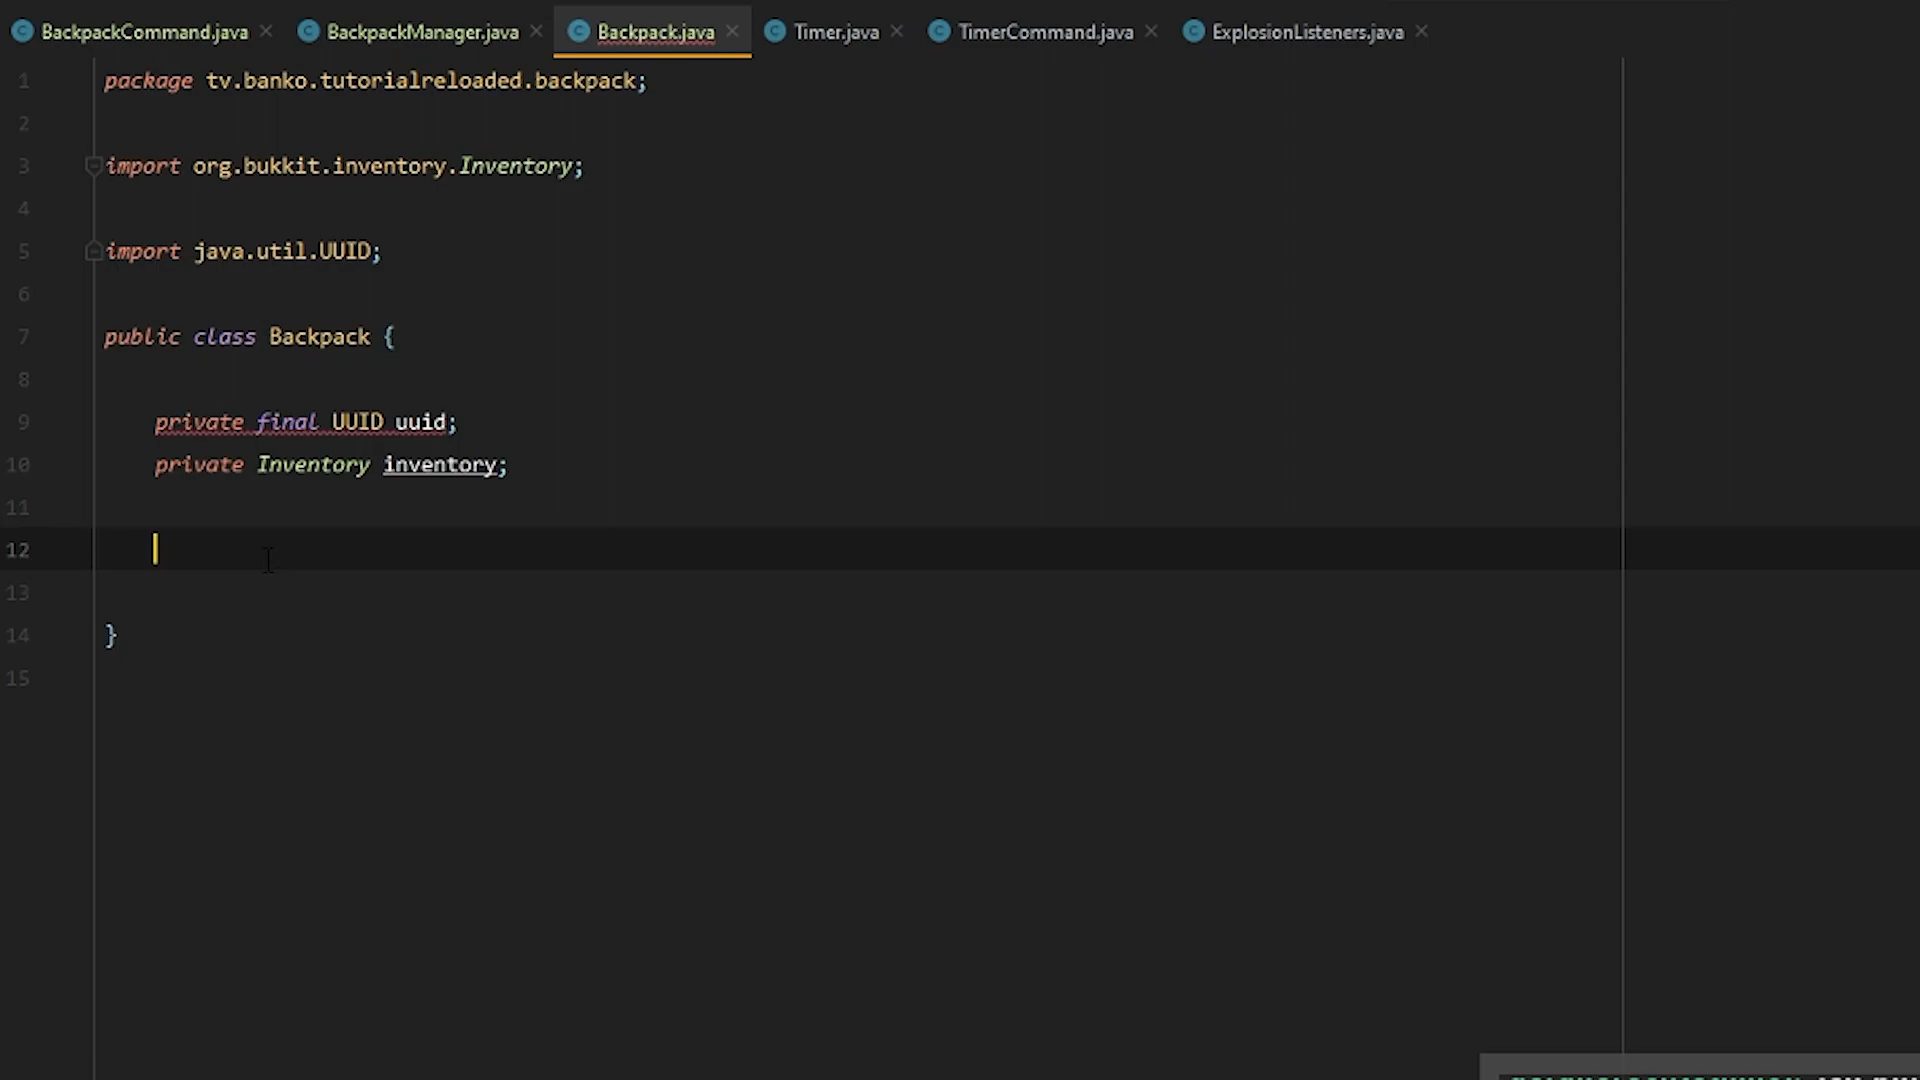 BackpackCommand.java BackpackManager.java Backpack.java Timer.java TimerCommand.java ExplosionListeners.java
1 package tv.banko.tutorialreloaded.backpack;
2
3 import org.bukkit.inventory.Inventory;
4
5 import java.util.UUID;
6
7 public class Backpack {
8
9 private final UUID uuid;
10 private Inventory inventory;
11
12
13
14 }
15